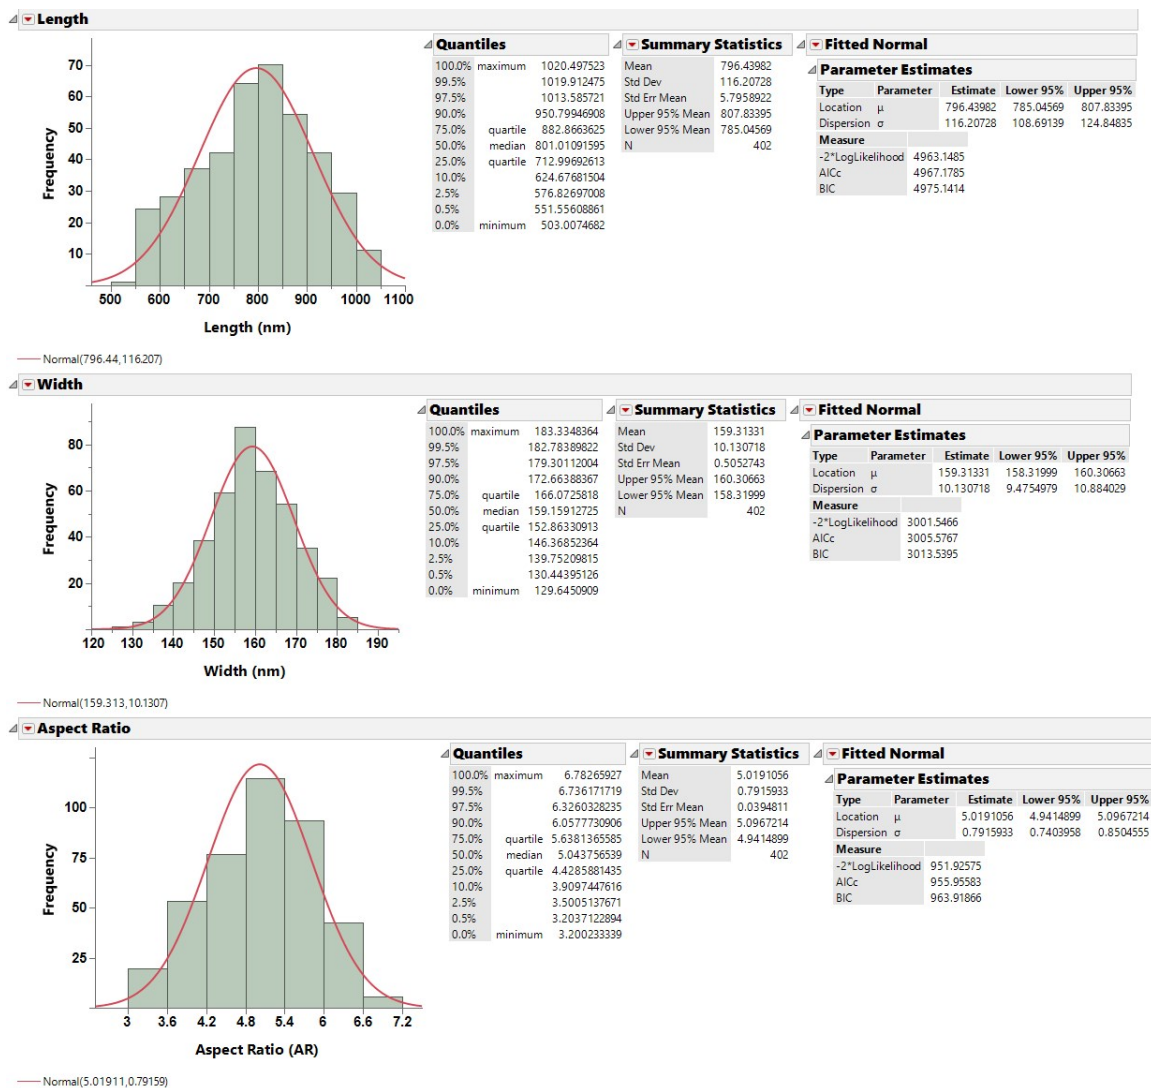 Length
Frequency
70
60
50
40
30
20
10
500 600 700 800 900 1000 1100
Length (nm)
Normal(796.44,116.207)
Quantiles
100.0% maximum 1020.497523
99.5% 1019.912475
97.5% 1013.585721
90.0% 950.79946908
75.0% quartile 882.8663625
50.0% median 801.01091595
25.0% quartile 712.99692613
10.0% 624.67681504
2.5% 576.82697008
0.5% 551.55608861
0.0% minimum 503.0074682
Summary Statistics
Mean 796.43982
Std Dev 116.20728
Std Err Mean 5.7958922
Upper 95% Mean 807.83395
Lower 95% Mean 785.04569
N 402
Fitted Normal
Parameter Estimates
Type Parameter Estimate Lower 95% Upper 95%
Location μ 796.43982 785.04569 807.83395
Dispersion σ 116.20728 108.69139 124.84835
Measure
-2*LogLikelihood 4963.1485
AICc 4967.1785
BIC 4975.1414
Width
Frequency
80
60
40
20
120 130 140 150 160 170 180 190
Width (nm)
Normal(159.313,10.1307)
Quantiles
100.0% maximum 183.3348364
99.5% 182.78389822
97.5% 179.30112004
90.0% 172.66388367
75.0% quartile 166.0725818
50.0% median 159.15912725
25.0% quartile 152.86330913
10.0% 146.36852364
2.5% 139.75209815
0.5% 130.44395126
0.0% minimum 129.6450909
Summary Statistics
Mean 159.31331
Std Dev 10.130718
Std Err Mean 0.5052743
Upper 95% Mean 160.30663
Lower 95% Mean 158.31999
N 402
Fitted Normal
Parameter Estimates
Type Parameter Estimate Lower 95% Upper 95%
Location μ 159.31331 158.31999 160.30663
Dispersion σ 10.130718 9.4754979 10.884029
Measure
-2*LogLikelihood 3001.5466
AICc 3005.5767
BIC 3013.5395
Aspect Ratio
Frequency
100
75
50
25
3 3.6 4.2 4.8 5.4 6 6.6 7.2
Aspect Ratio (AR)
Normal(5.01911,0.79159)
Quantiles
100.0% maximum 6.78265927
99.5% 6.736171719
97.5% 6.3260328235
90.0% 6.0577730906
75.0% quartile 5.6381365585
50.0% median 5.043756539
25.0% quartile 4.4285881435
10.0% 3.9097447616
2.5% 3.5005137671
0.5% 3.2037122894
0.0% minimum 3.200233339
Summary Statistics
Mean 5.0191056
Std Dev 0.7915933
Std Err Mean 0.0394811
Upper 95% Mean 5.0967214
Lower 95% Mean 4.9414899
N 402
Fitted Normal
Parameter Estimates
Type Parameter Estimate Lower 95% Upper 95%
Location μ 5.0191056 4.9414899 5.0967214
Dispersion σ 0.7915933 0.7403958 0.8504555
Measure
-2*LogLikelihood 951.92575
AICc 955.95583
BIC 963.91866